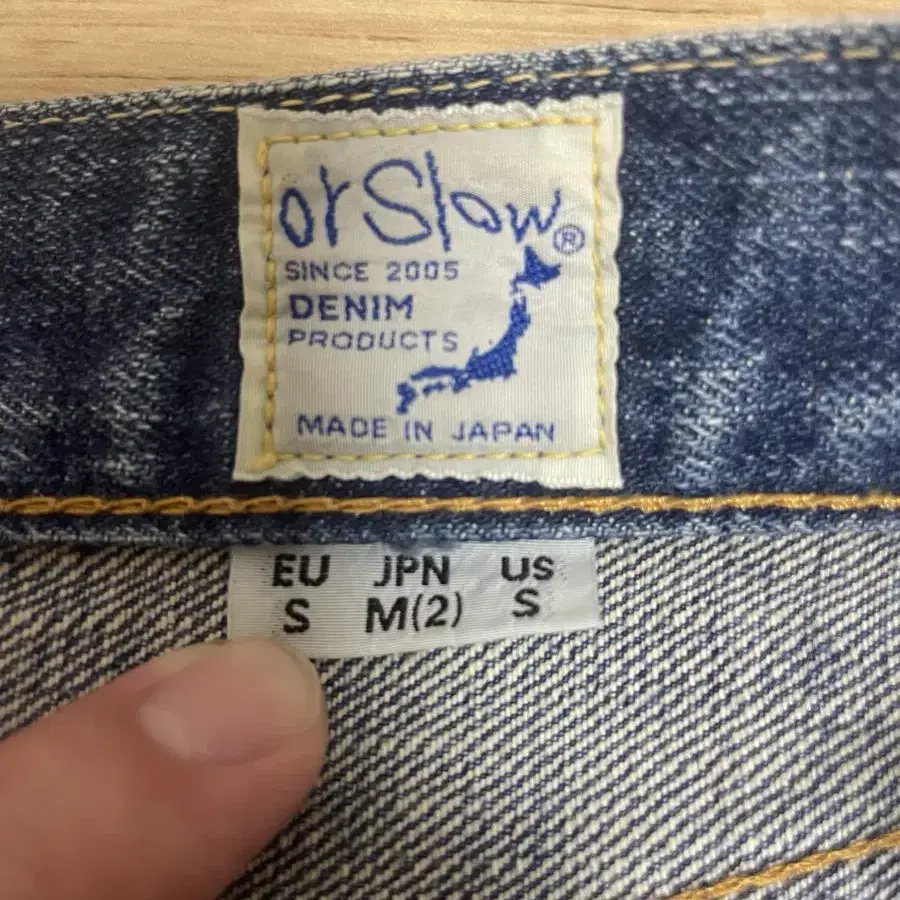 orSlow®
SINCE 2005
DENIM
PRODUCTS
MADE IN JAPAN
EU JPN US
S M(2) S